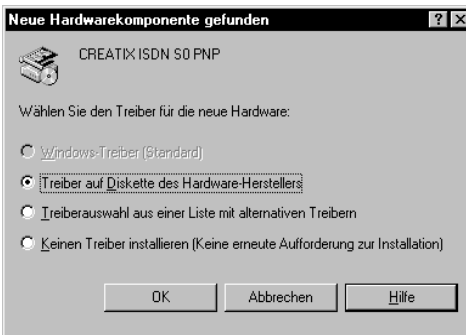 Neue Hardwarekomponente gefunden
CREATIX ISDN S0 PNP
Wählen Sie den Treiber für die neue Hardware:
Windows-Treiber (Standard)
Treiber auf Diskette des Hardware-Herstellers
Treiberauswahl aus einer Liste mit alternativen Treibern
Keinen Treiber installieren (Keine erneute Aufforderung zur Installation)
OK Abbrechen Hilfe